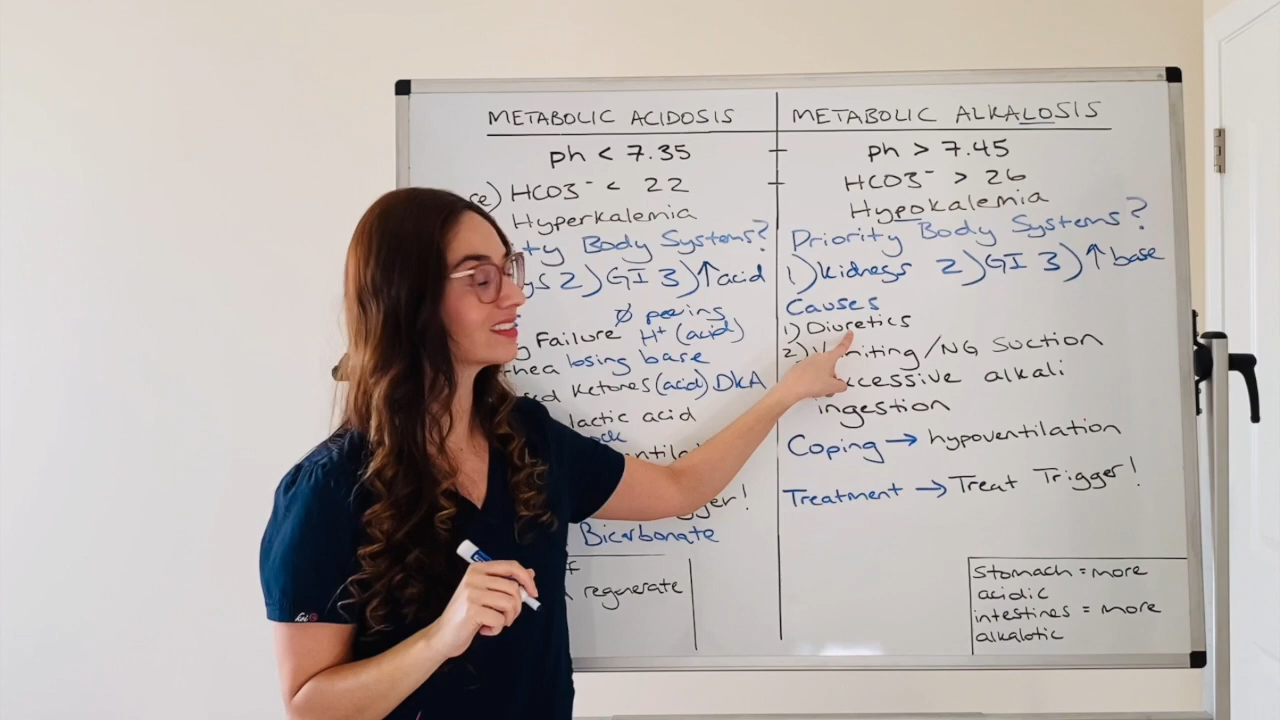 METABOLIC ACIDOSIS
ph < 7.35
HCO3⁻ < 22
Hyperkalemia
Body Systems?
2) GI 3) ↑ acid
Ø peeing
Failure H⁺ (acid)
losing base
Ketones (acid) DKA
lactic acid
Bicarbonate
regenerate
METABOLIC ALKALOSIS
ph > 7.45
HCO3⁻ > 26
Hypokalemia
Priority Body Systems?
1) kidneys 2) GI 3) ↑ base
Causes
1) Diuretics
2) Vomiting / NG Suction
excessive alkali
ingestion
Coping → hypoventilation
Treatment → Treat Trigger!
Stomach = more
acidic
intestines = more
alkalotic